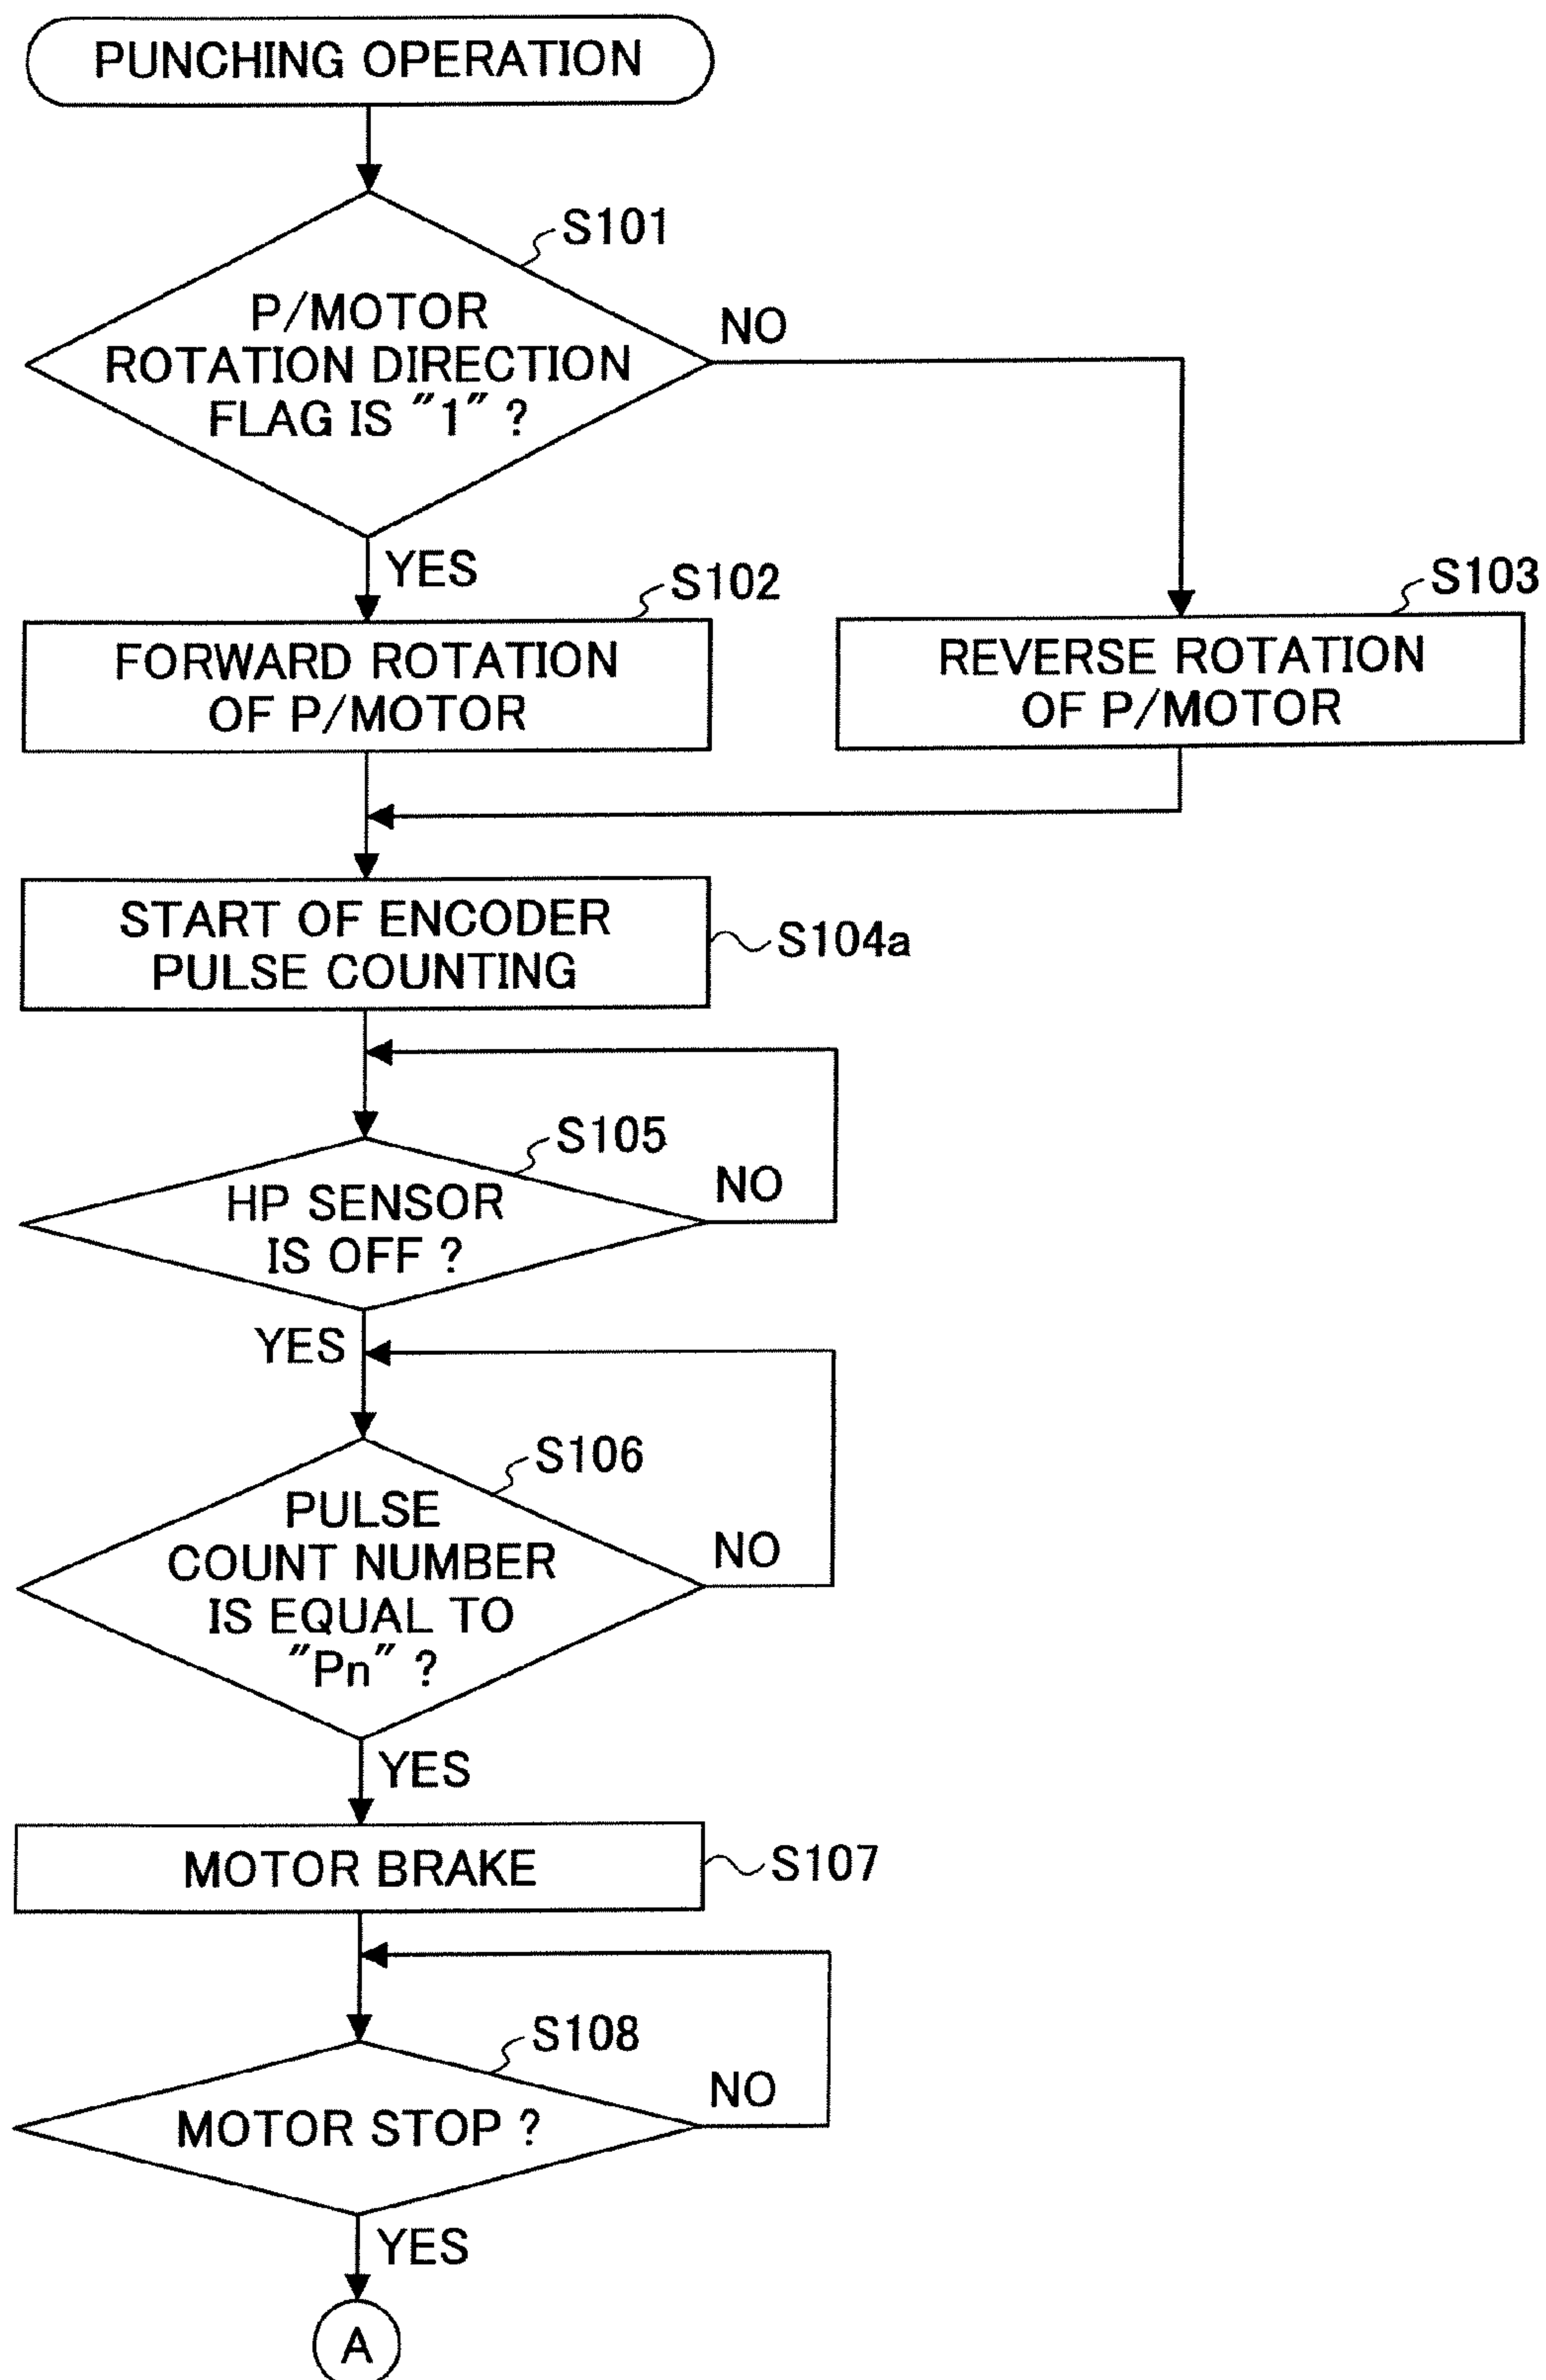 PUNCHING OPERATION
S101
P/MOTOR
ROTATION DIRECTION
FLAG IS "1" ?
NO
YES
S102
FORWARD ROTATION
OF P/MOTOR
S103
REVERSE ROTATION
OF P/MOTOR
START OF ENCODER
PULSE COUNTING
S104a
S105
HP SENSOR
IS OFF ?
NO
YES
S106
PULSE
COUNT NUMBER
IS EQUAL TO
"Pn" ?
NO
YES
MOTOR BRAKE
S107
S108
MOTOR STOP ?
NO
YES
A